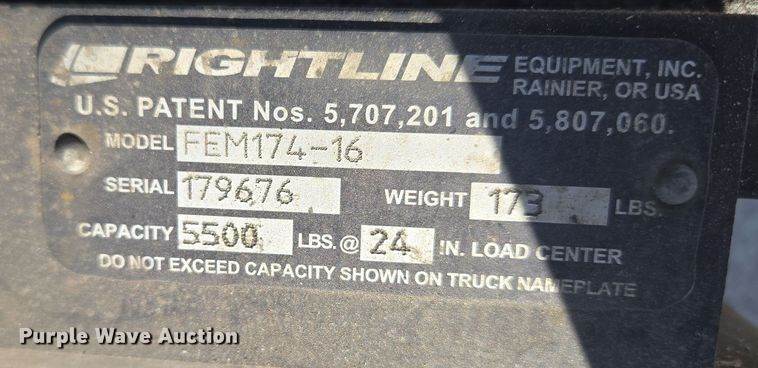 RIGHTLINE EQUIPMENT, INC.
RAINIER, OR USA
U.S. PATENT Nos. 5,707,201 and 5,807,060.
MODEL FEM174-16
SERIAL 179676 WEIGHT 173 LBS.
CAPACITY 5500 LBS. @ 24 IN. LOAD CENTER
DO NOT EXCEED CAPACITY SHOWN ON TRUCK NAMEPLATE
Purple Wave Auction